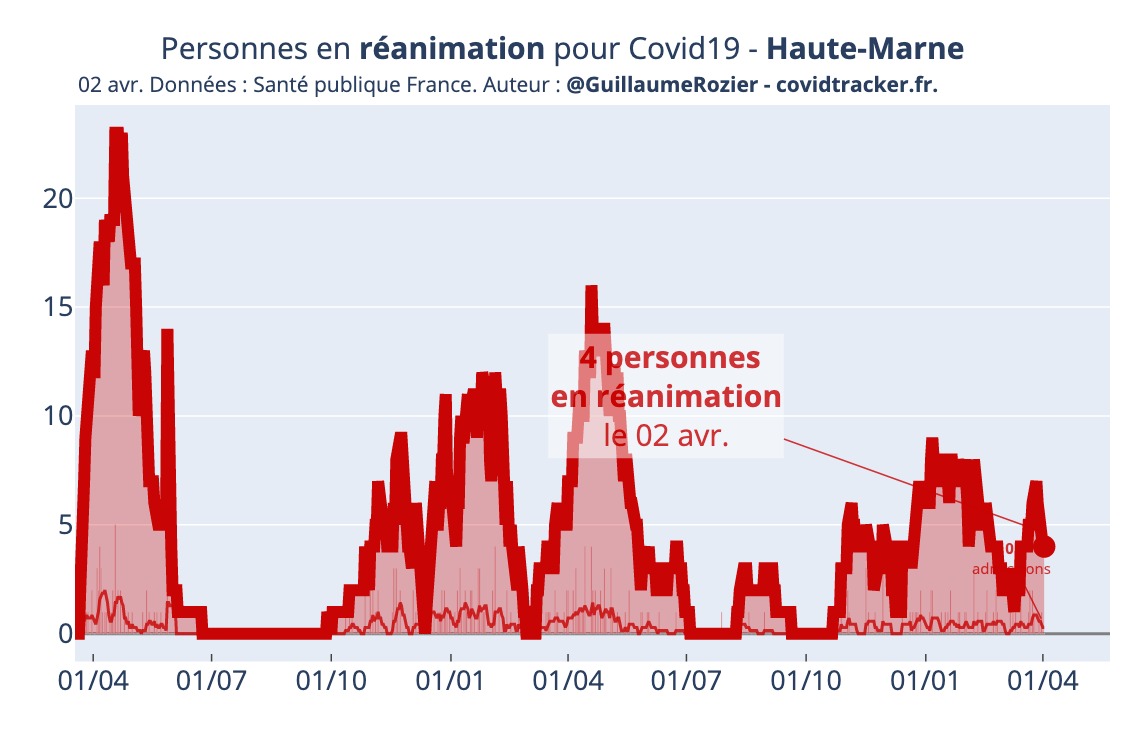 Personnes en réanimation pour Covid19 - Haute-Marne
02 avr. Données : Santé publique France. Auteur : @GuillaumeRozier - covidtracker.fr.
20
15
10
5
0
4 personnes
en réanimation
le 02 avr.
01/04 01/07 01/10 01/01 01/04 01/07 01/10 01/01 01/04